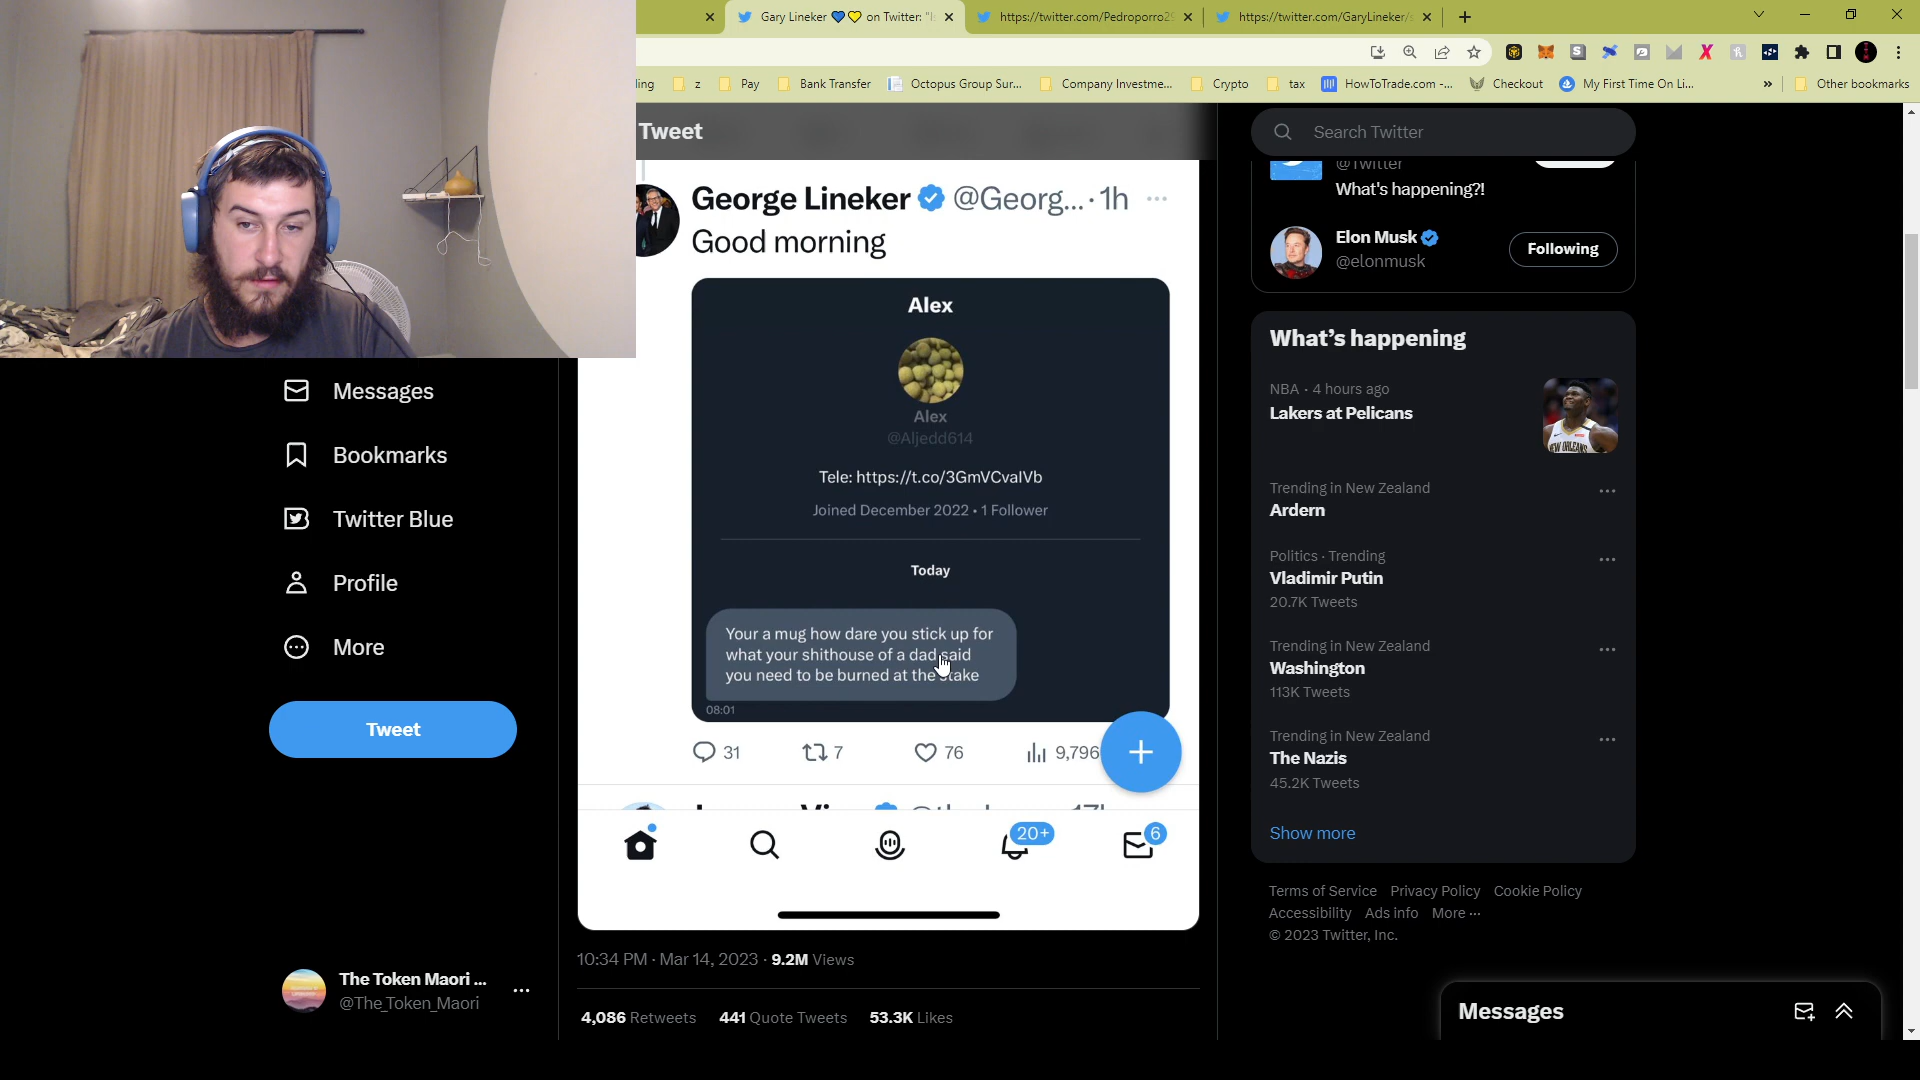 Gary Lineker 💙💛 on Twitter: "Is
https://twitter.com/Pedroporro29
https://twitter.com/GaryLineker/s
ing
z
Pay
Bank Transfer
Octopus Group Sur...
Company Investme...
Crypto
tax
HowToTrade.com -...
Checkout
My First Time On Li...
Other bookmarks
Tweet
Search Twitter
@Twitter
What's happening?!
Elon Musk
@elonmusk
Following
George Lineker @Georg... · 1h
Good morning
Alex
Alex
@Aljedd614
Tele: https://t.co/3GmVCvaIVb
Joined December 2022 • 1 Follower
Today
Your a mug how dare you stick up for
what your shithouse of a dad said
you need to be burned at the stake
08:01
31
7
76
9,796
20+
6
10:34 PM · Mar 14, 2023 · 9.2M Views
4,086 Retweets 441 Quote Tweets 53.3K Likes
Messages
Bookmarks
Twitter Blue
Profile
More
Tweet
The Token Maori ...
@The_Token_Maori
What's happening
NBA · 4 hours ago
Lakers at Pelicans
NEW ORLEANS
Trending in New Zealand
Ardern
Politics · Trending
Vladimir Putin
20.7K Tweets
Trending in New Zealand
Washington
113K Tweets
Trending in New Zealand
The Nazis
45.2K Tweets
Show more
Terms of Service Privacy Policy Cookie Policy
Accessibility Ads info More ...
© 2023 Twitter, Inc.
Messages